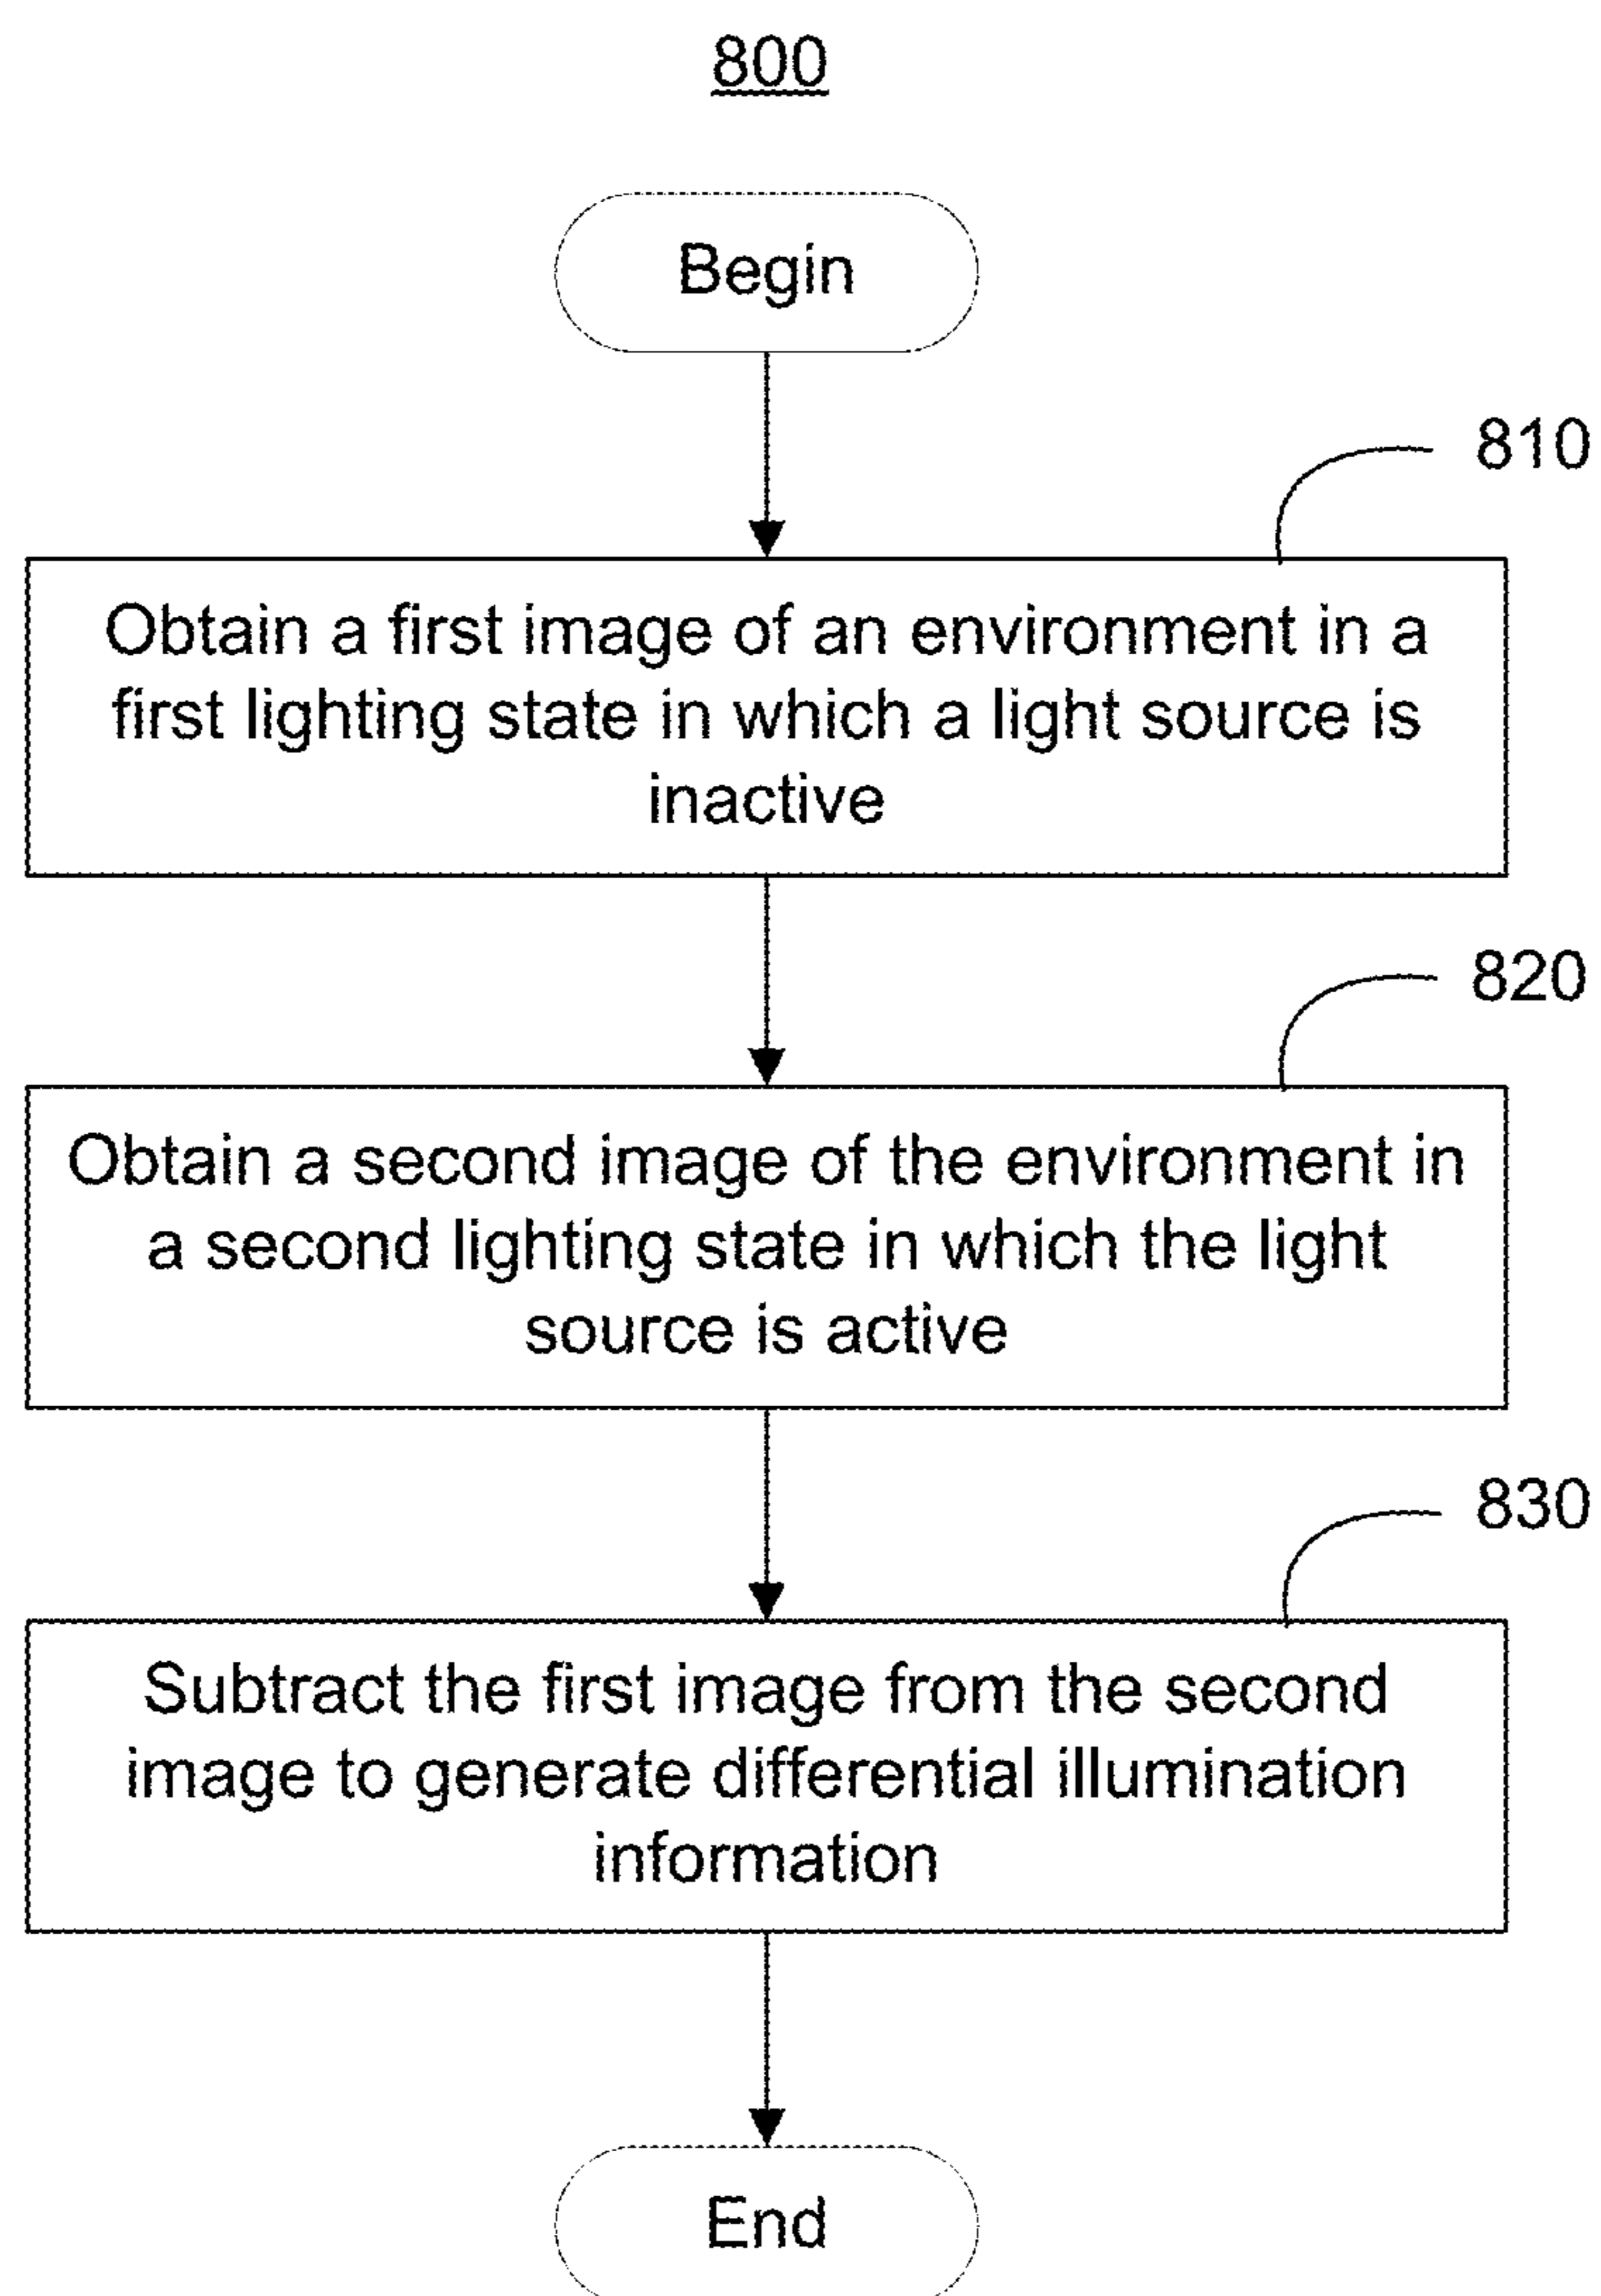 800
Begin
810
Obtain a first image of an environment in a
first lighting state in which a light source is
inactive
820
Obtain a second image of the environment in
a second lighting state in which the light
source is active
830
Subtract the first image from the second
image to generate differential illumination
information
End